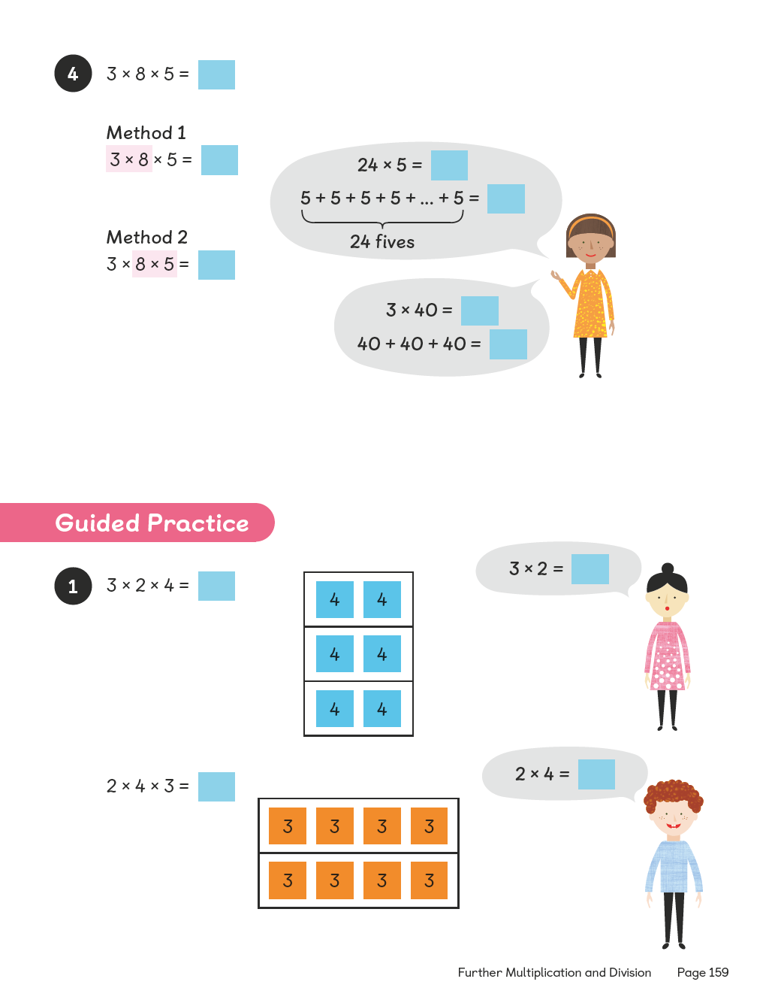 4
3 × 8 × 5 =
Method 1
3 × 8 × 5 =
24 × 5 =
5 + 5 + 5 + 5 + ... + 5 =
24 fives
Method 2
3 × 8 × 5 =
3 × 40 =
40 + 40 + 40 =
Guided Practice
1
3 × 2 × 4 =
4 4
4 4
4 4
3 × 2 =
2 × 4 × 3 =
3 3 3 3
3 3 3 3
2 × 4 =
Further Multiplication and Division Page 159